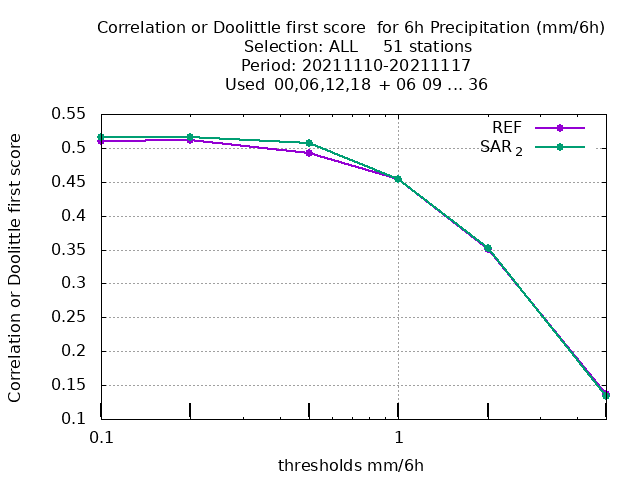 Correlation or Doolittle first score  for 6h Precipitation (mm/6h)
Selection: ALL     51 stations
Period: 20211110-20211117
Used  00,06,12,18 + 06 09 ... 36
Correlation or Doolittle first score
0.55
0.5
0.45
0.4
0.35
0.3
0.25
0.2
0.15
0.1
REF
SAR 2
0.1
1
thresholds mm/6h